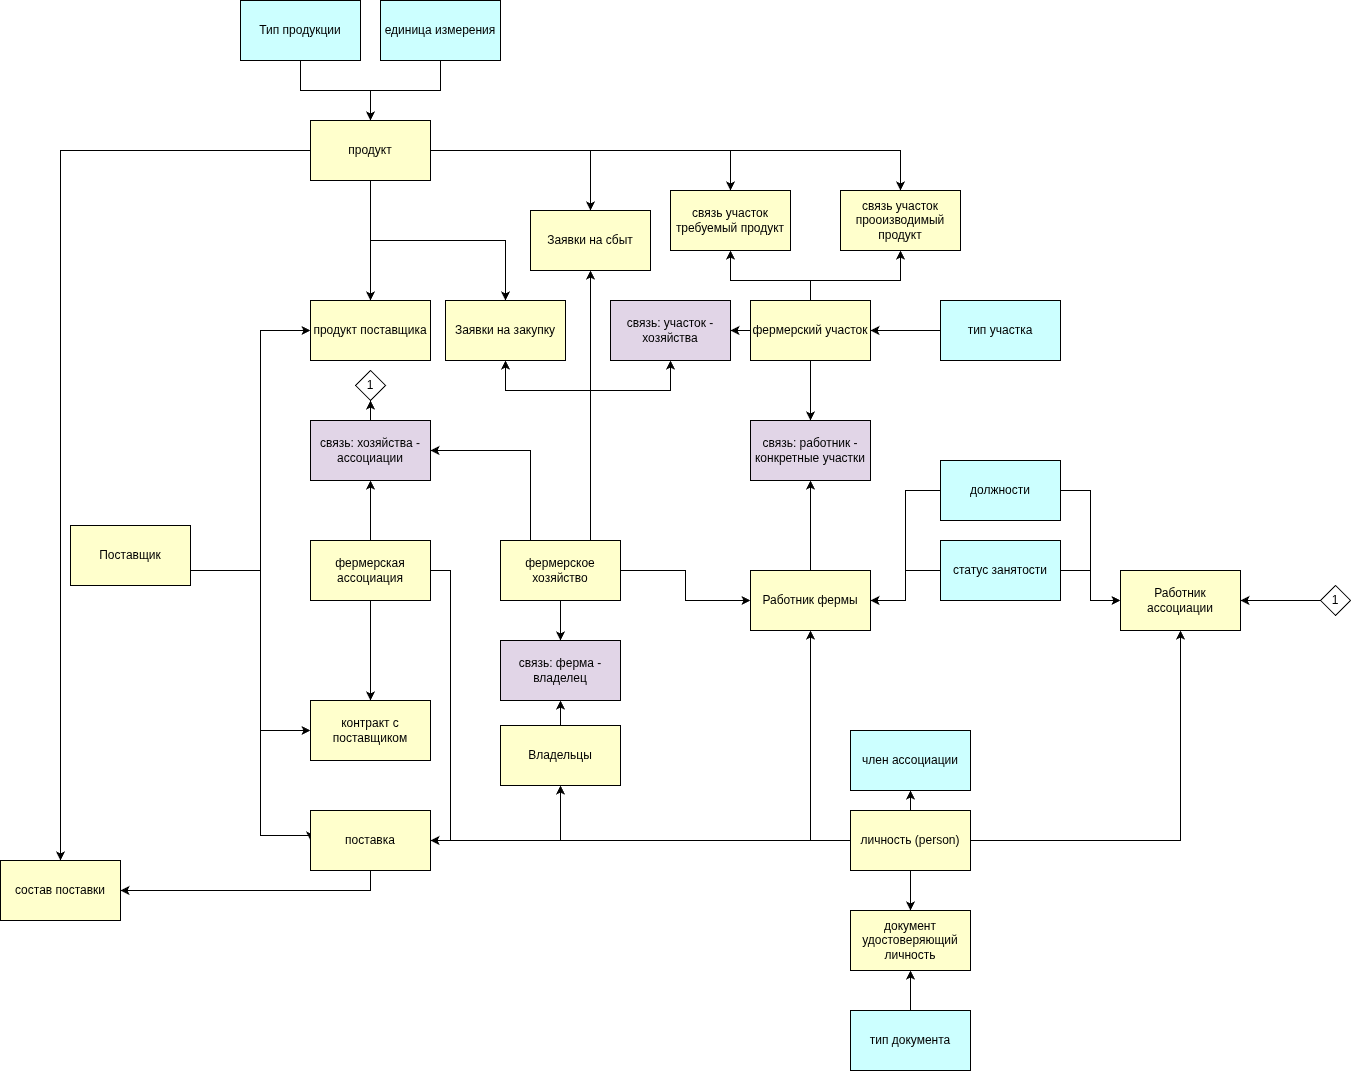 Тип продукции
единица измерения
продукт
связь участок
требуемый продукт
связь участок
прооизводимый
продукт
Заявки на сбыт
продукт поставщика
Заявки на закупку
связь: участок -
хозяйства
фермерский участок
тип участка
1
связь: хозяйства -
ассоциации
связь: работник -
конкретные участки
должности
Поставщик
фермерская
ассоциация
фермерское
хозяйство
статус занятости
Работник фермы
Работник
ассоциации
1
связь: ферма -
владелец
контракт с
поставщиком
Владельцы
член ассоциации
поставка
личность (person)
состав поставки
документ
удостоверяющий
личность
тип документа